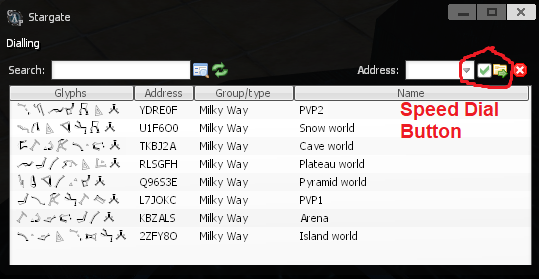 Stargate
Dialling
Search:
Address:
Glyphs Address Group/type Name
YDRE0F Milky Way PVP2
U1F6O0 Milky Way Snow world
TKBJ2A Milky Way Cave world
RLSGFH Milky Way Plateau world
Q96S3E Milky Way Pyramid world
L7JOKC Milky Way PVP1
KBZALS Milky Way Arena
2ZFY8O Milky Way Island world
Speed Dial
Button